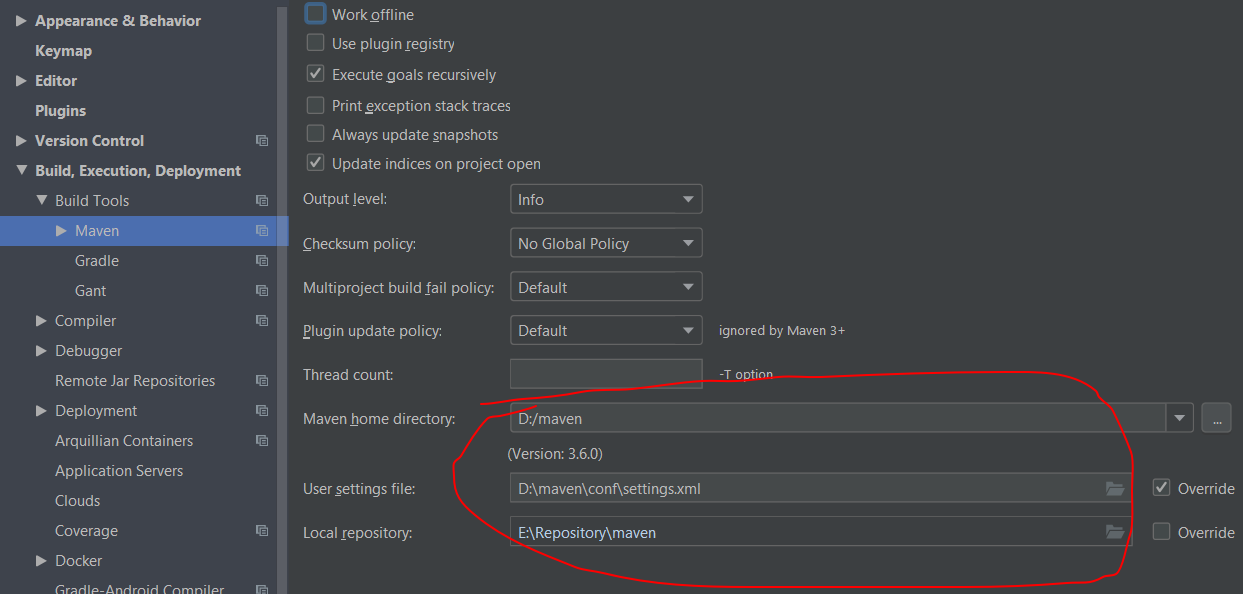 Appearance & Behavior
Keymap
Editor
Plugins
Version Control
Build, Execution, Deployment
Build Tools
Maven
Gradle
Gant
Compiler
Debugger
Remote Jar Repositories
Deployment
Arquillian Containers
Application Servers
Clouds
Coverage
Docker
Gradle-Android Compiler
Work offline
Use plugin registry
Execute goals recursively
Print exception stack traces
Always update snapshots
Update indices on project open
Output level: Info
Checksum policy: No Global Policy
Multiproject build fail policy: Default
Plugin update policy: Default ignored by Maven 3+
Thread count: -T option
Maven home directory: D:/maven ...
(Version: 3.6.0)
User settings file: D:\maven\conf\settings.xml Override
Local repository: E:\Repository\maven Override